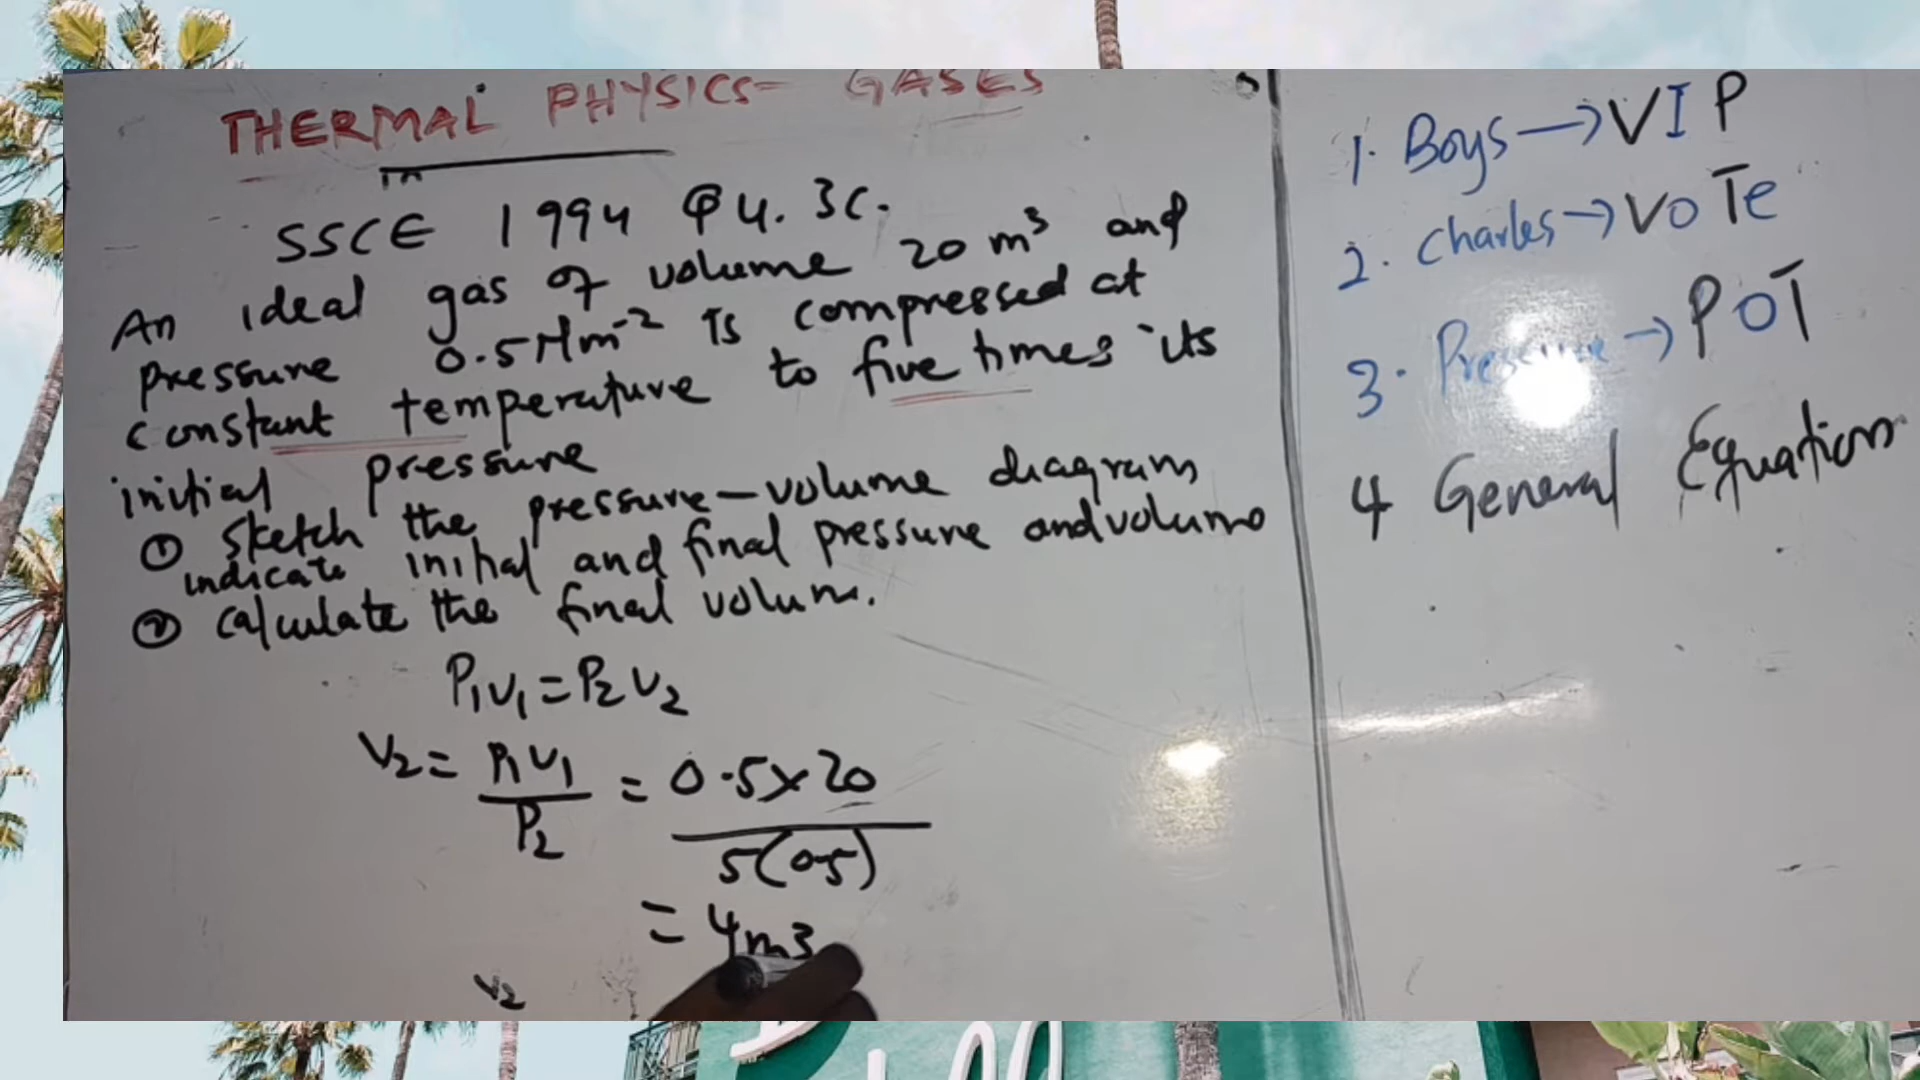 THERMAL PHYSICS- GASES
SSCE 1994 Q4. 3C.
An ideal gas of volume 20 m³ and
pressure 0.5Nm⁻² Is compressed at
constant temperature to five times its
initial pressure
① sketch the pressure-volume diagram,
indicate initial and final pressure and volume
② calculate the final volume.
P₁V₁=P₂V₂
V₂ = P₁V₁ / P₂ = 0.5×20 / 5(0.5)
= 4m3
V₂
1. Boys → VIP
2. Charles → VoTe
3. Pressure → POT
4 General Equation